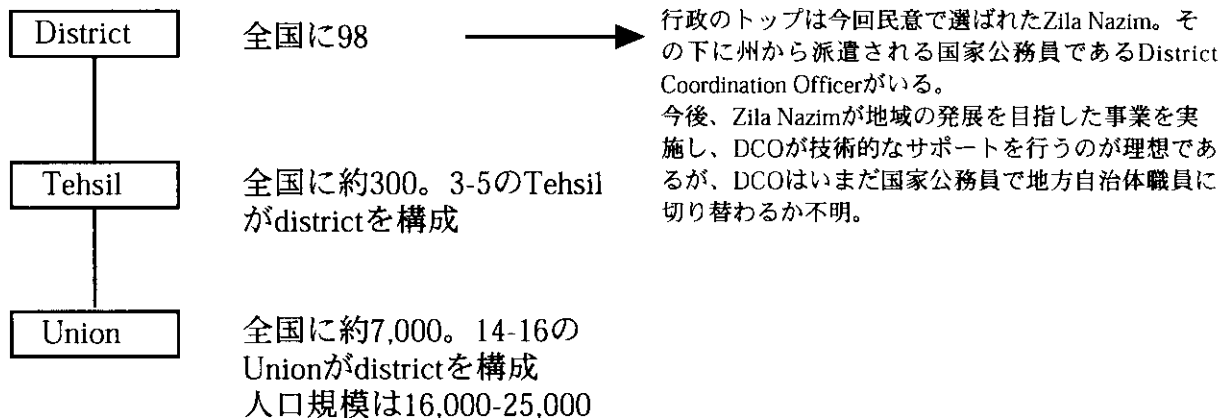 District
全国に98
行政のトップは今回民意で選ばれたZila Nazim。そ
の下に州から派遣される国家公務員であるDistrict
Coordination Officerがいる。
今後、Zila Nazimが地域の発展を目指した事業を実
施し、DCOが技術的なサポートを行うのが理想であ
るが、DCOはいまだ国家公務員で地方自治体職員に
切り替わるか不明。
Tehsil
全国に約300。3-5のTehsil
がdistrictを構成
Union
全国に約7,000。14-16の
Unionがdistrictを構成
人口規模は16,000-25,000